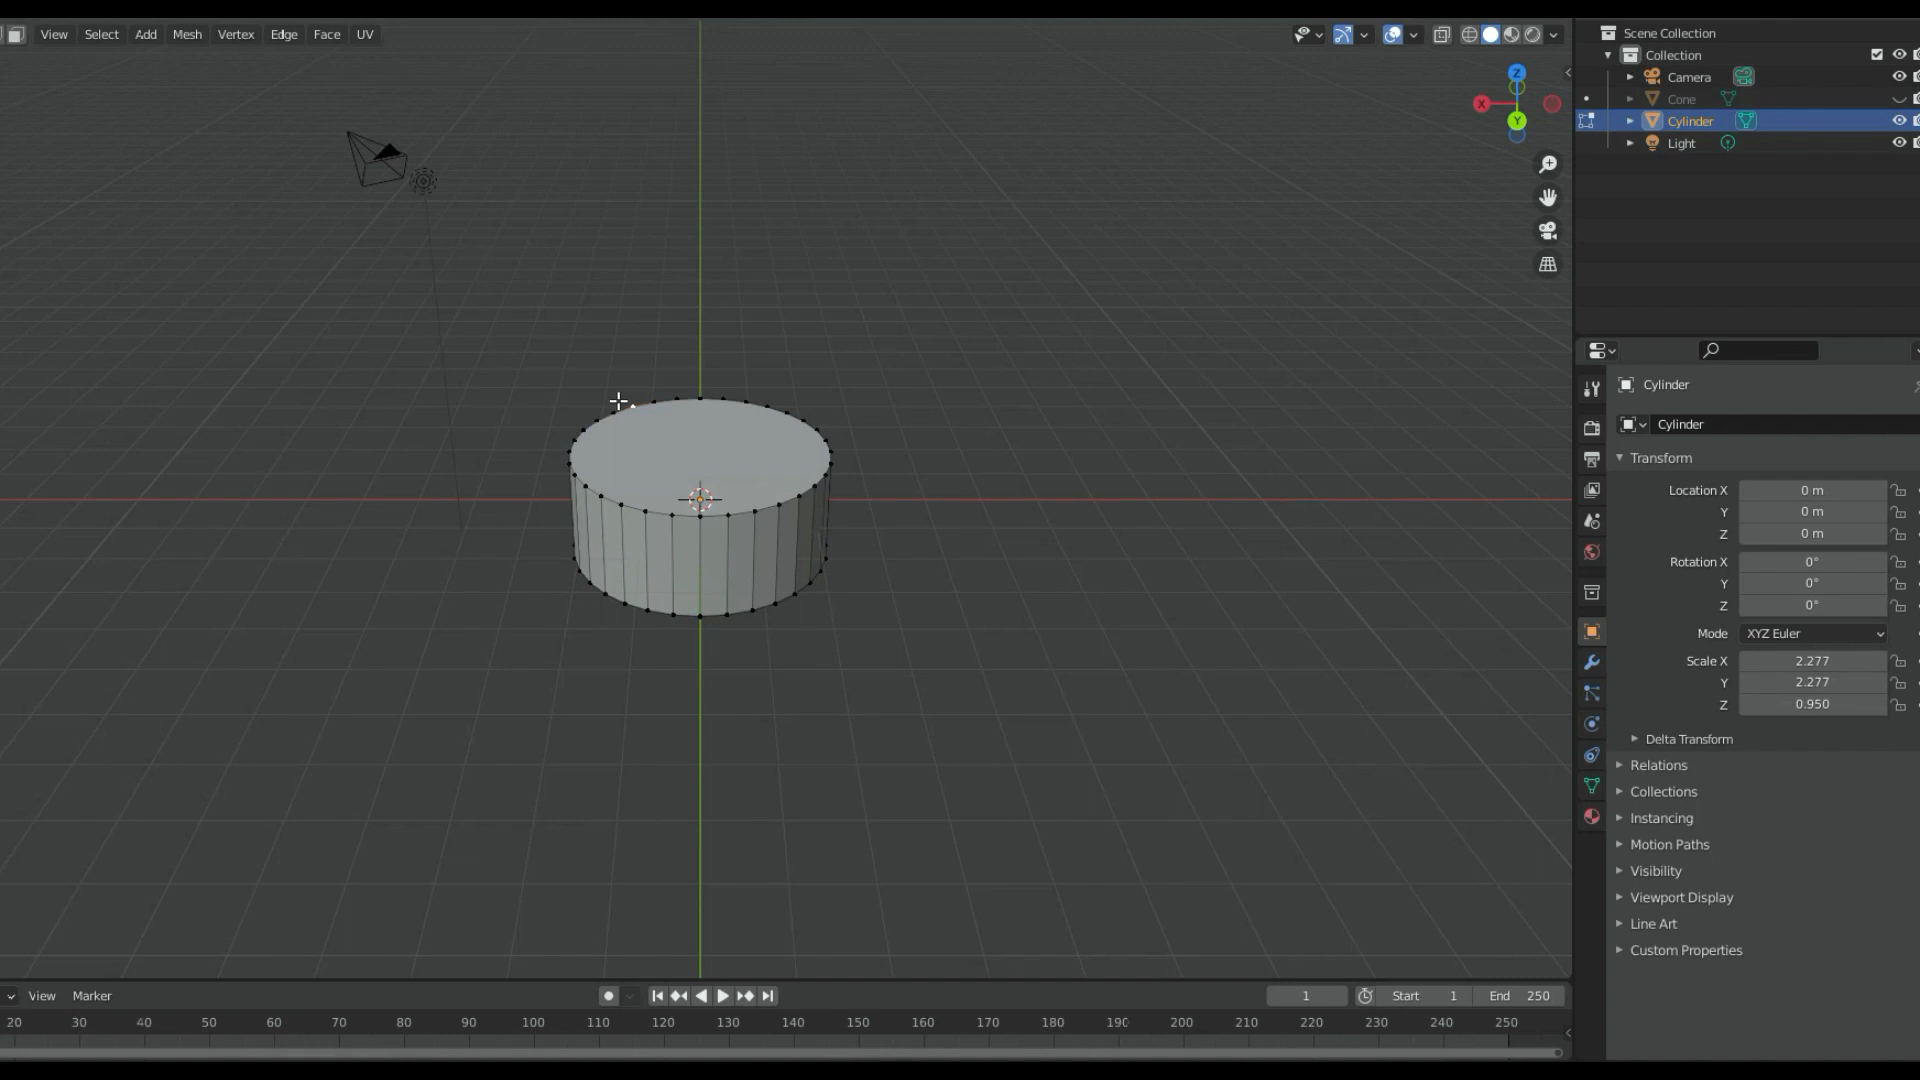 View Select Add Mesh Vertex Edge Face UV
Z
X
Y
Scene Collection
Collection
Camera
Cone
Cylinder
Light
Cylinder
Cylinder
Transform
Location X 0 m
Y 0 m
Z 0 m
Rotation X 0°
Y 0°
Z 0°
Mode XYZ Euler
Scale X 2.277
Y 2.277
Z 0.950
Delta Transform
Relations
Collections
Instancing
Motion Paths
Visibility
Viewport Display
Line Art
Custom Properties
View Marker 1 Start 1 End 250
20 30 40 50 60 70 80 90 100 110 120 130 140 150 160 170 180 190 200 210 220 230 240 250